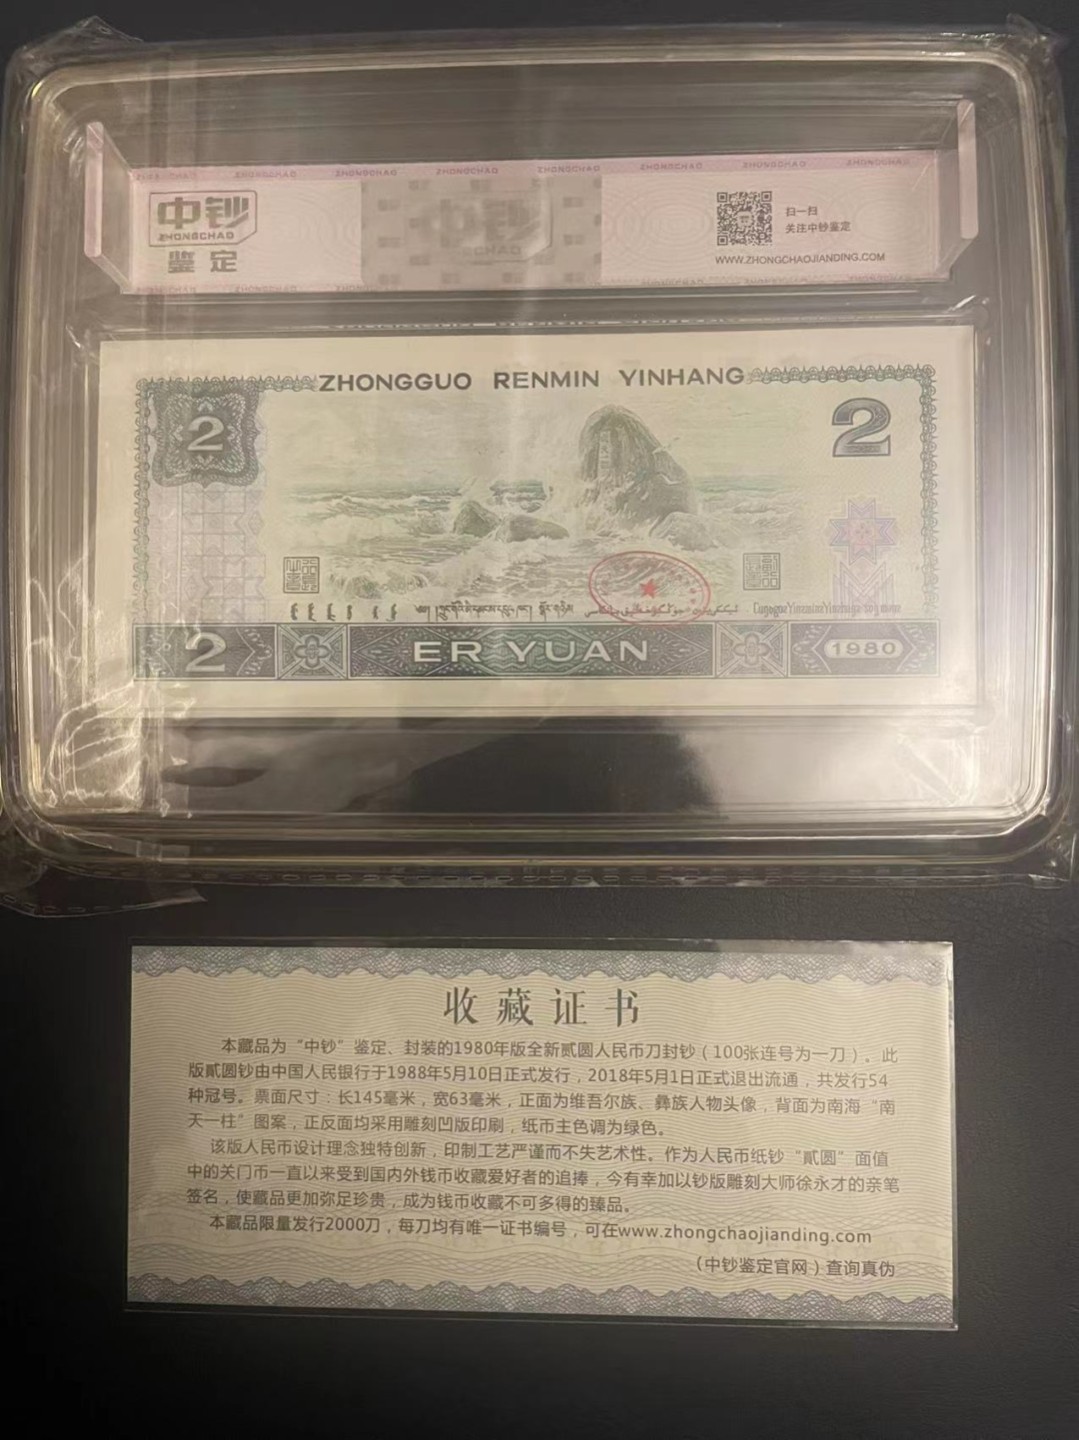 ZHONGCHAO ZHONGCHAO ZHONGCHAO ZHONGCHAO ZHONGCHAO ZHONGCHAO ZHONGCHAO
中钞
ZHONGCHAO
鉴定
扫一扫
关注中钞鉴定
WWW.ZHONGCHAOJIANDING.COM
ZHONGGUO RENMIN YINHANG
2
2
2
ER YUAN
1980
收藏证书
本藏品为“中钞”鉴定、封装的1980年版全新贰圆人民币刀封钞（100张连号为一刀）。此
版贰圆钞由中国人民银行于1988年5月10日正式发行，2018年5月1日正式退出流通，共发行54
种冠号。票面尺寸：长145毫米，宽63毫米，正面为维吾尔族、彝族人物头像，背面为南海“南
天一柱”图案，正反面均采用雕刻凹版印刷，纸币主色调为绿色。
该版人民币设计理念独特创新，印制工艺严谨而不失艺术性。作为人民币纸钞“贰圆”面值
中的关门币一直以来受到国内外钱币收藏爱好者的追捧，今有幸加以钞版雕刻大师徐永才的亲笔
签名，使藏品更加弥足珍贵，成为钱币收藏不可多得的臻品。
本藏品限量发行2000刀，每刀均有唯一证书编号，可在www.zhongchaojianding.com
（中钞鉴定官网）查询真伪